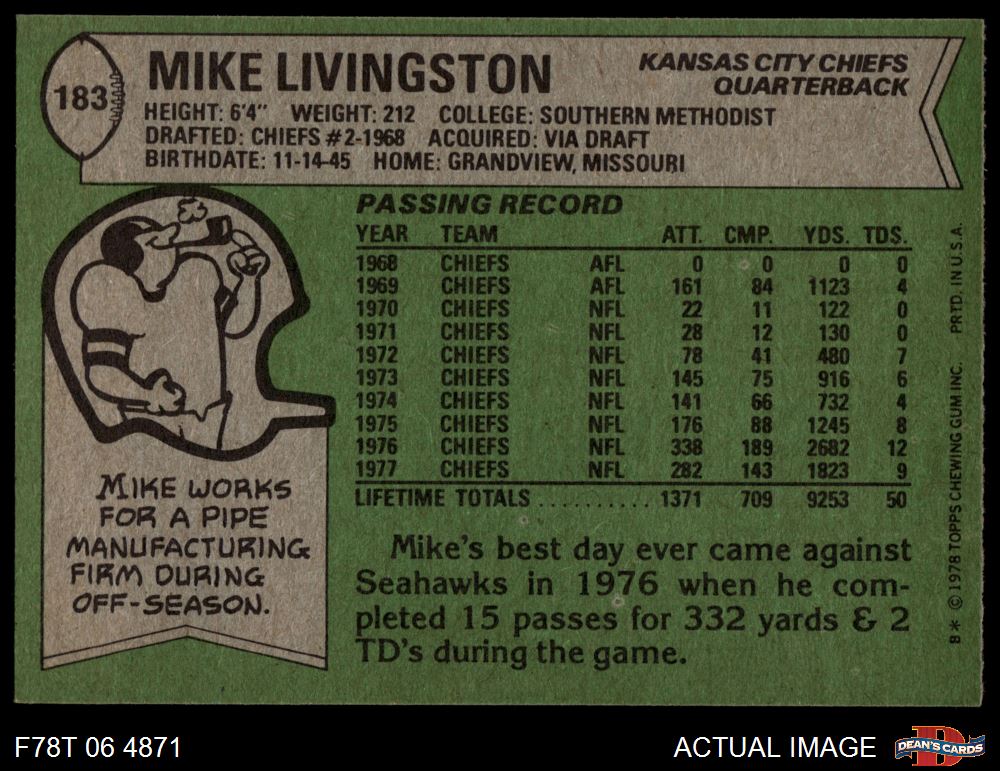 183
MIKE LIVINGSTON
KANSAS CITY CHIEFS
QUARTERBACK
HEIGHT: 6'4" WEIGHT: 212 COLLEGE: SOUTHERN METHODIST
DRAFTED: CHIEFS #2-1968 ACQUIRED: VIA DRAFT
BIRTHDATE: 11-14-45 HOME: GRANDVIEW, MISSOURI
PASSING RECORD
YEAR TEAM ATT. CMP. YDS. TDS.
1968 CHIEFS AFL 0 0 0 0
1969 CHIEFS AFL 161 84 1123 4
1970 CHIEFS NFL 22 11 122 0
1971 CHIEFS NFL 28 12 130 0
1972 CHIEFS NFL 78 41 480 7
1973 CHIEFS NFL 145 75 916 6
1974 CHIEFS NFL 141 66 732 4
1975 CHIEFS NFL 176 88 1245 8
1976 CHIEFS NFL 338 189 2682 12
1977 CHIEFS NFL 282 143 1823 9
LIFETIME TOTALS .......... 1371 709 9253 50
MIKE WORKS
FOR A PIPE
MANUFACTURING
FIRM DURING
OFF-SEASON.
Mike's best day ever came against
Seahawks in 1976 when he com-
pleted 15 passes for 332 yards & 2
TD's during the game.
B* © 1978 TOPPS CHEWING GUM INC. PRTD. IN U.S.A.
F78T 06 4871
ACTUAL IMAGE
D
DEAN'S CARDS